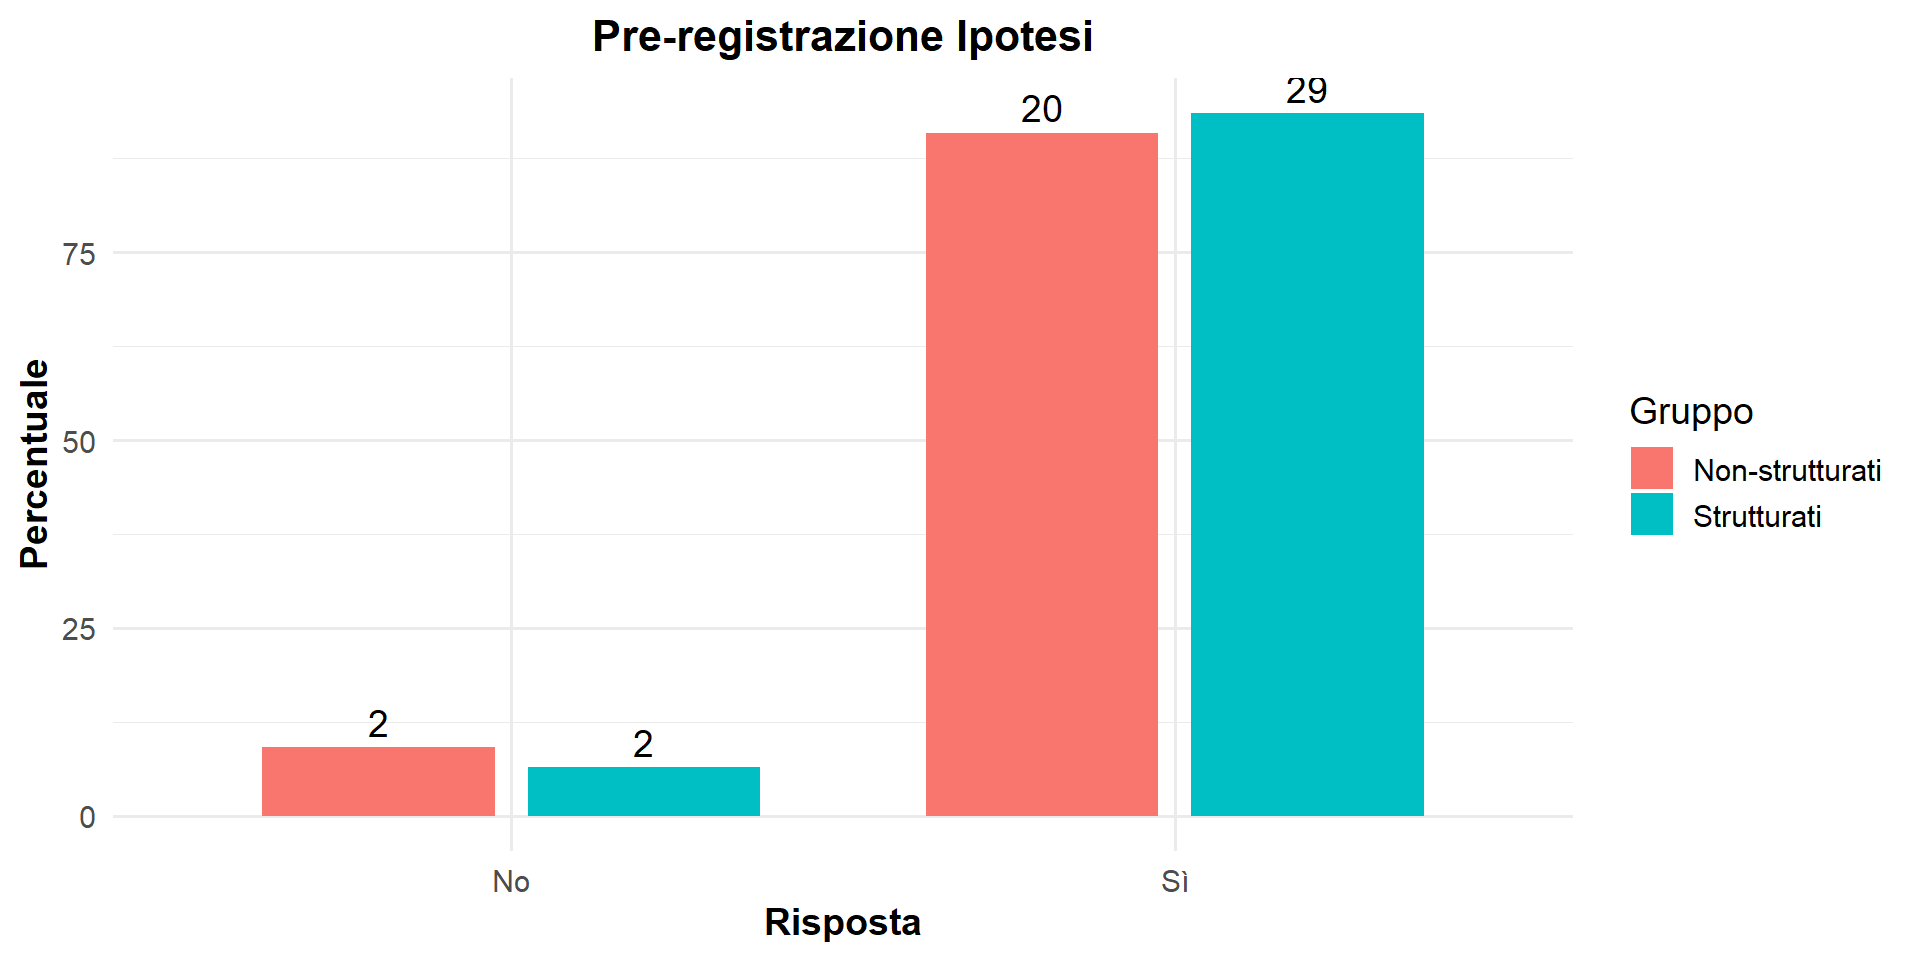 Pre-registrazione Ipotesi
29
20
75
50
25
2
2
0
No
Sì
Risposta
Percentuale
Gruppo
Non-strutturati
Strutturati